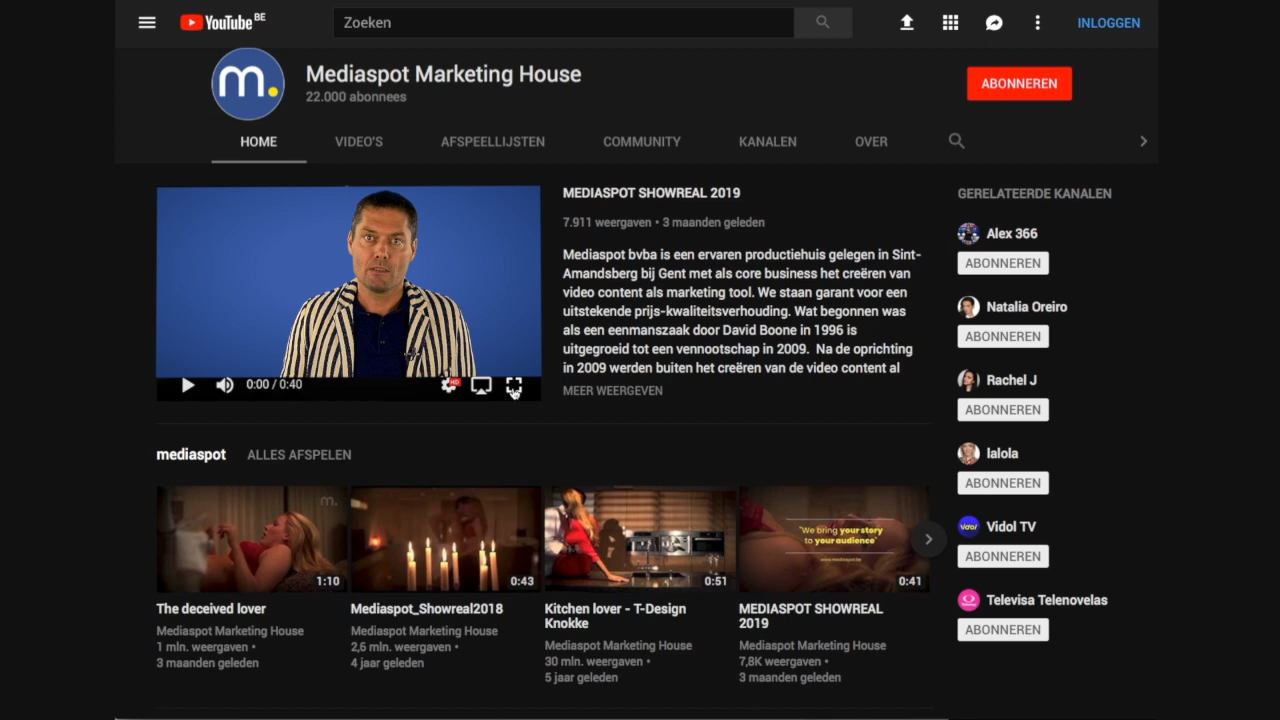 YouTube BE
Zoeken
INLOGGEN
m.
Mediaspot Marketing House
22.000 abonnees
ABONNEREN
HOME VIDEO'S AFSPEELLIJSTEN COMMUNITY KANALEN OVER
0:00 / 0:40
HD
MEDIASPOT SHOWREAL 2019
7.911 weergaven • 3 maanden geleden
Mediaspot bvba is een ervaren productiehuis gelegen in Sint-
Amandsberg bij Gent met als core business het creëren van
video content als marketing tool. We staan garant voor een
uitstekende prijs-kwaliteitsverhouding. Wat begonnen was
als een eenmanszaak door David Boone in 1996 is
uitgegroeid tot een vennootschap in 2009. Na de oprichting
in 2009 werden buiten het creëren van de video content al
MEER WEERGEVEN
GERELATEERDE KANALEN
Alex 366
ABONNEREN
Natalia Oreiro
ABONNEREN
Rachel J
ABONNEREN
lalola
ABONNEREN
Vidol TV
ABONNEREN
Televisa Telenovelas
ABONNEREN
mediaspot ALLES AFSPELEN
m.
1:10
The deceived lover
Mediaspot Marketing House
1 mln. weergaven •
3 maanden geleden
0:43
Mediaspot_Showreal2018
Mediaspot Marketing House
2,6 mln. weergaven •
4 jaar geleden
0:51
Kitchen lover - T-Design
Knokke
Mediaspot Marketing House
30 mln. weergaven •
5 jaar geleden
"We bring your story
to your audience"
www.mediaspot.be
0:41
MEDIASPOT SHOWREAL
2019
Mediaspot Marketing House
7,8K weergaven •
3 maanden geleden